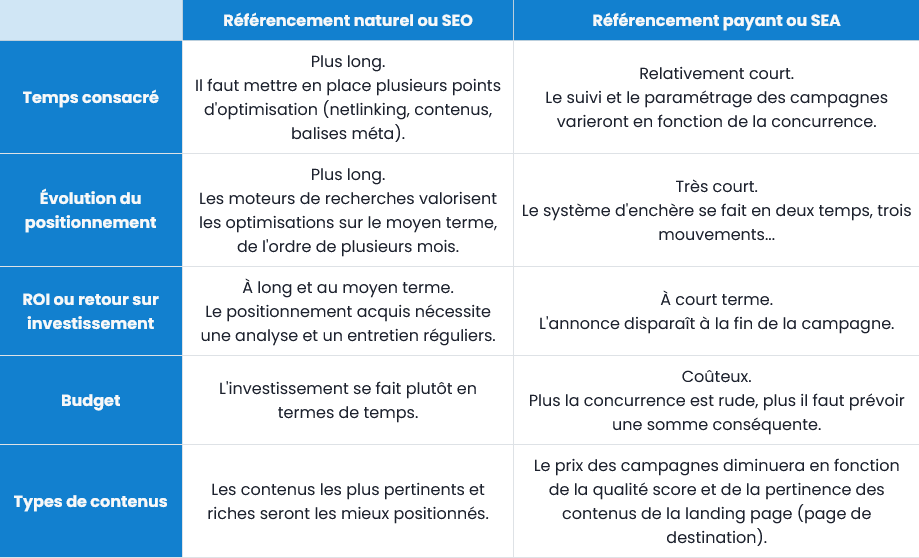 Référencement naturel ou SEO
Référencement payant ou SEA
Temps consacré
Plus long.
Il faut mettre en place plusieurs points
d'optimisation (netlinking, contenus,
balises méta).
Relativement court.
Le suivi et le paramétrage des campagnes
varieront en fonction de la concurrence.
Évolution du
positionnement
Plus long.
Les moteurs de recherches valorisent
les optimisations sur le moyen terme,
de l'ordre de plusieurs mois.
Très court.
Le système d'enchère se fait en deux temps, trois
mouvements...
ROI ou retour sur
investissement
À long et au moyen terme.
Le positionnement acquis nécessite
une analyse et un entretien réguliers.
À court terme.
L'annonce disparaît à la fin de la campagne.
Budget
L'investissement se fait plutôt en
termes de temps.
Coûteux.
Plus la concurrence est rude, plus il faut prévoir
une somme conséquente.
Types de contenus
Les contenus les plus pertinents et
riches seront les mieux positionnés.
Le prix des campagnes diminuera en fonction
de la qualité score et de la pertinence des
contenus de la landing page (page de
destination).